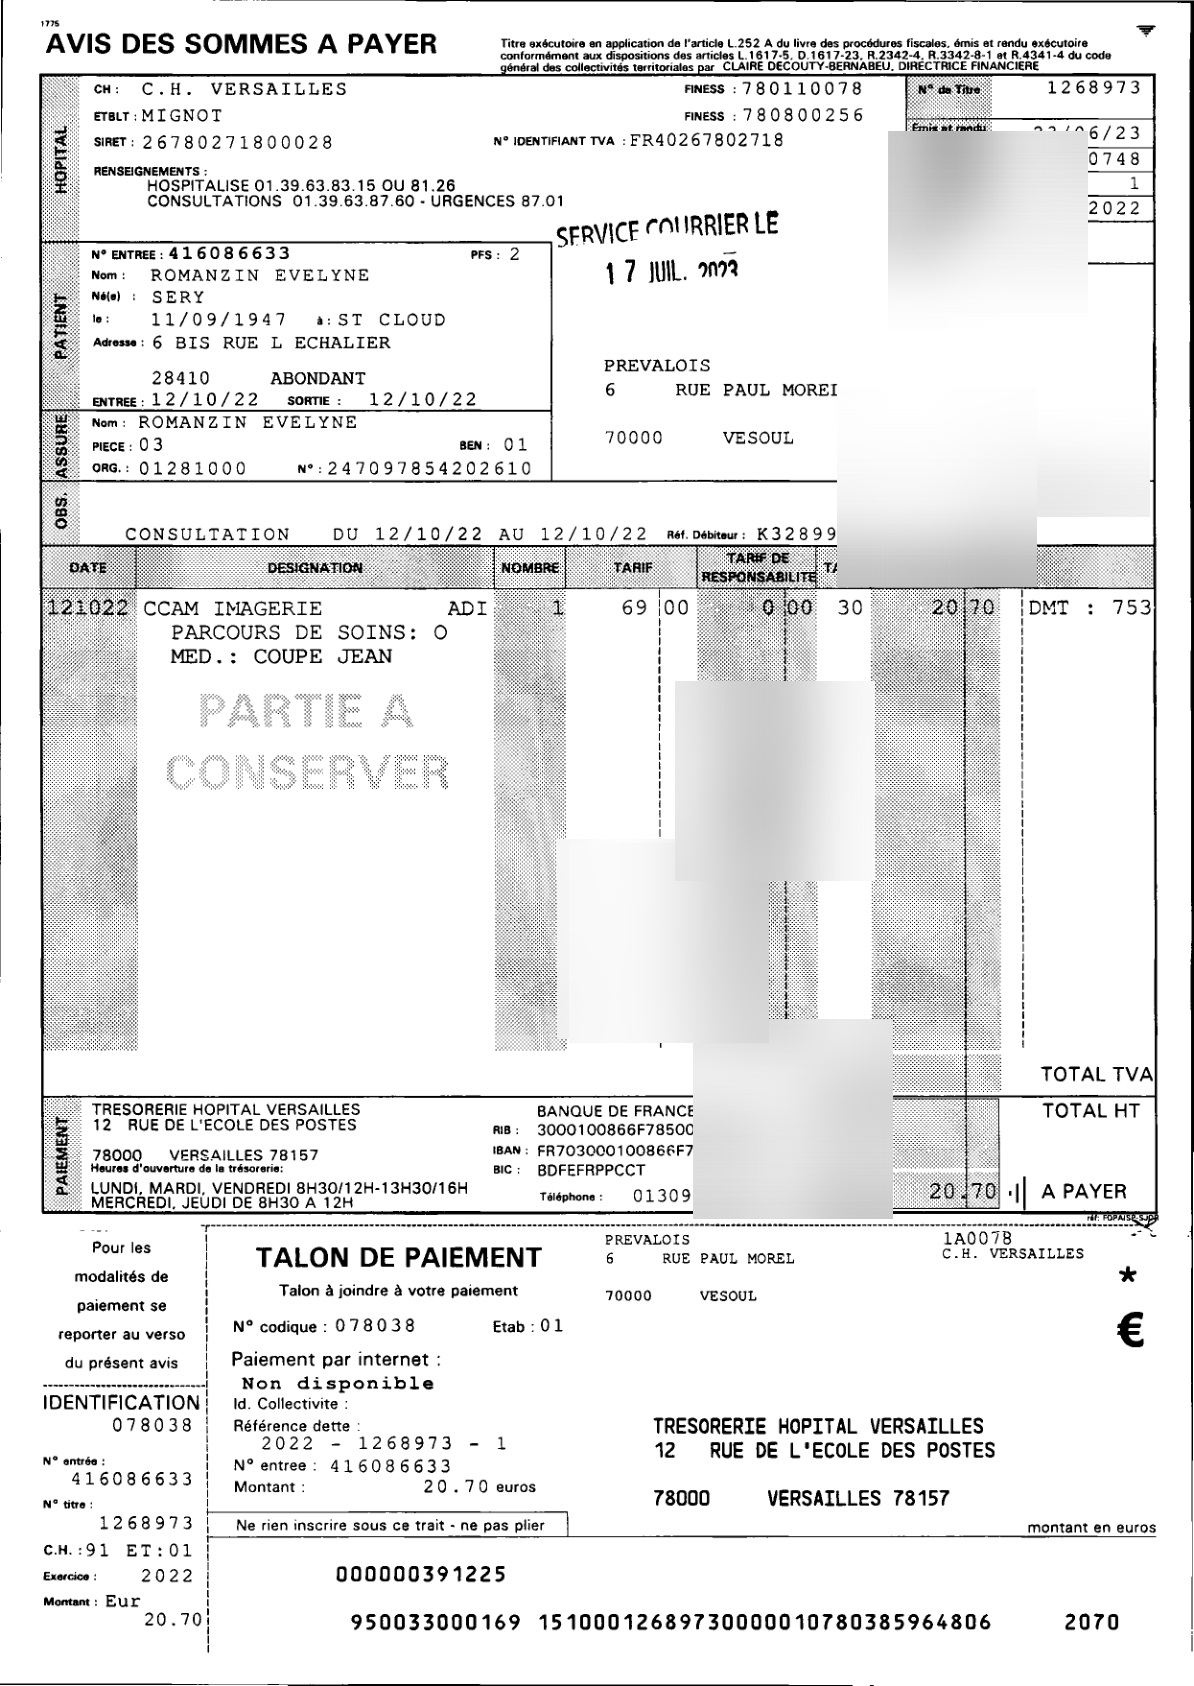 1775
AVIS DES SOMMES A PAYER
Titre exécutoire en application de l'article L.252 A du livre des procédures fiscales, émis et rendu exécutoire
conformément aux dispositions des articles L.1617-5, D.1617-23, R.2342-4, R.3342-8-1 et R.4341-4 du code
général des collectivités territoriales par CLAIRE DECOUTY-BERNABEU, DIRECTRICE FINANCIERE
HOPITAL
CH : C.H. VERSAILLES FINESS : 780110078 N° de Titre 1268973
ETBLT : MIGNOT FINESS : 780800256 Emis et rendu 6/23
SIRET : 26780271800028 N° IDENTIFIANT TVA : FR40267802718 0748
RENSEIGNEMENTS : 1
HOSPITALISE 01.39.63.83.15 OU 81.26
CONSULTATIONS 01.39.63.87.60 - URGENCES 87.01 2022
SERVICE COURRIER LE
17 JUIL. 2023
PATIENT
N° ENTREE : 416086633 PFS : 2
Nom : ROMANZIN EVELYNE
Né(e) : SERY
le : 11/09/1947 à : ST CLOUD
Adresse : 6 BIS RUE L ECHALIER
28410 ABONDANT
ENTREE : 12/10/22 SORTIE : 12/10/22
PREVALOIS
6 RUE PAUL MOREL
70000 VESOUL
ASSURE
Nom : ROMANZIN EVELYNE
PIECE : 03 BEN : 01
ORG. : 01281000 N° : 247097854202610
OBS.
CONSULTATION DU 12/10/22 AU 12/10/22 Réf. Débiteur : K32899
DATE DESIGNATION NOMBRE TARIF TARIF DE RESPONSABILITE
121022 CCAM IMAGERIE ADI 1 69 00 0 00 30 20 70 DMT : 753
PARCOURS DE SOINS: O
MED.: COUPE JEAN
PARTIE A
CONSERVER
TOTAL TVA
PAIEMENT
TRESORERIE HOPITAL VERSAILLES BANQUE DE FRANCE TOTAL HT
12 RUE DE L'ECOLE DES POSTES RIB : 3000100866F78500
78000 VERSAILLES 78157 IBAN : FR703000100866F7
Heures d'ouverture de la trésorerie: BIC : BDFEFRPPCCT
LUNDI, MARDI, VENDREDI 8H30/12H-13H30/16H Téléphone : 01309 20.70 A PAYER
MERCREDI, JEUDI DE 8H30 A 12H
Pour les
modalités de
paiement se
reporter au verso
du présent avis
TALON DE PAIEMENT
Talon à joindre à votre paiement
PREVALOIS 1A0078
6 RUE PAUL MOREL C.H. VERSAILLES
70000 VESOUL
*
€
N° codique : 078038 Etab : 01
Paiement par internet :
Non disponible
Id. Collectivite :
Référence dette :
2022 - 1268973 - 1
N° entree : 416086633
Montant : 20.70 euros
TRESORERIE HOPITAL VERSAILLES
12 RUE DE L'ECOLE DES POSTES
78000 VERSAILLES 78157
IDENTIFICATION
078038
N° entrée :
416086633
N° titre :
1268973
C.H. : 91 ET : 01
Exercice : 2022
Montant : Eur
20.70
Ne rien inscrire sous ce trait - ne pas plier
montant en euros
000000391225
950033000169 1510001268973000001078038596480​6 2070